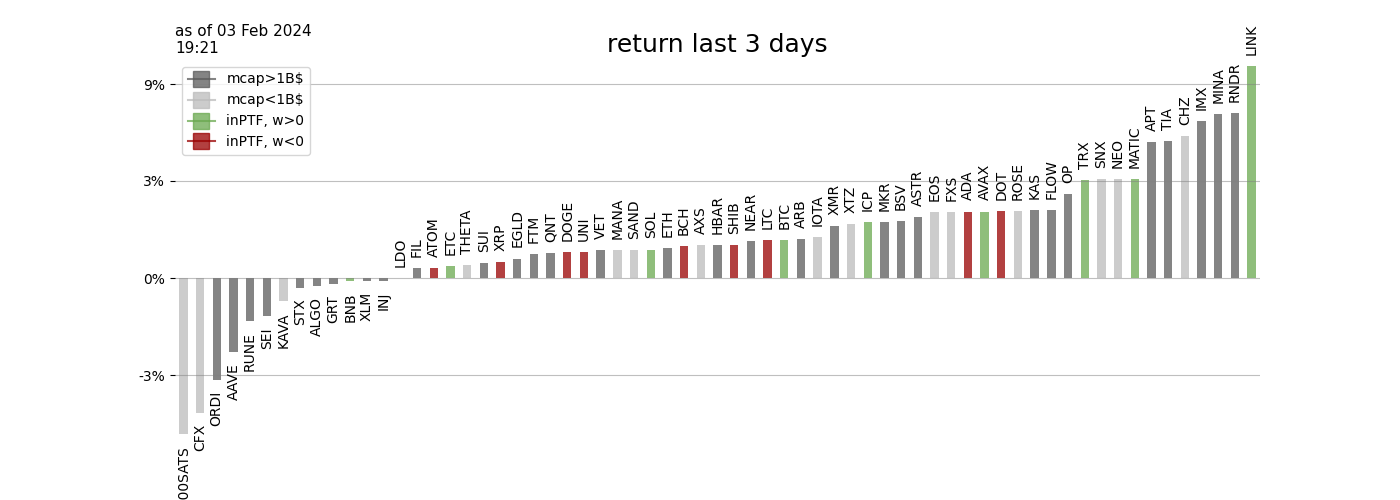 as of 03 Feb 2024
19:21
return last 3 days
mcap>1B$
mcap<1B$
inPTF, w>0
inPTF, w<0
9%
3%
0%
-3%
00SATS
CFX
ORDI
AAVE
RUNE
SEI
KAVA
STX
ALGO
GRT
BNB
XLM
INJ
LDO
FIL
ATOM
ETC
THETA
SUI
XRP
EGLD
FTM
QNT
DOGE
UNI
VET
MANA
SAND
SOL
ETH
BCH
AXS
HBAR
SHIB
NEAR
LTC
BTC
ARB
IOTA
XMR
XTZ
ICP
MKR
BSV
ASTR
EOS
FXS
ADA
AVAX
DOT
ROSE
KAS
FLOW
OP
TRX
SNX
NEO
MATIC
APT
TIA
CHZ
IMX
MINA
RNDR
LINK